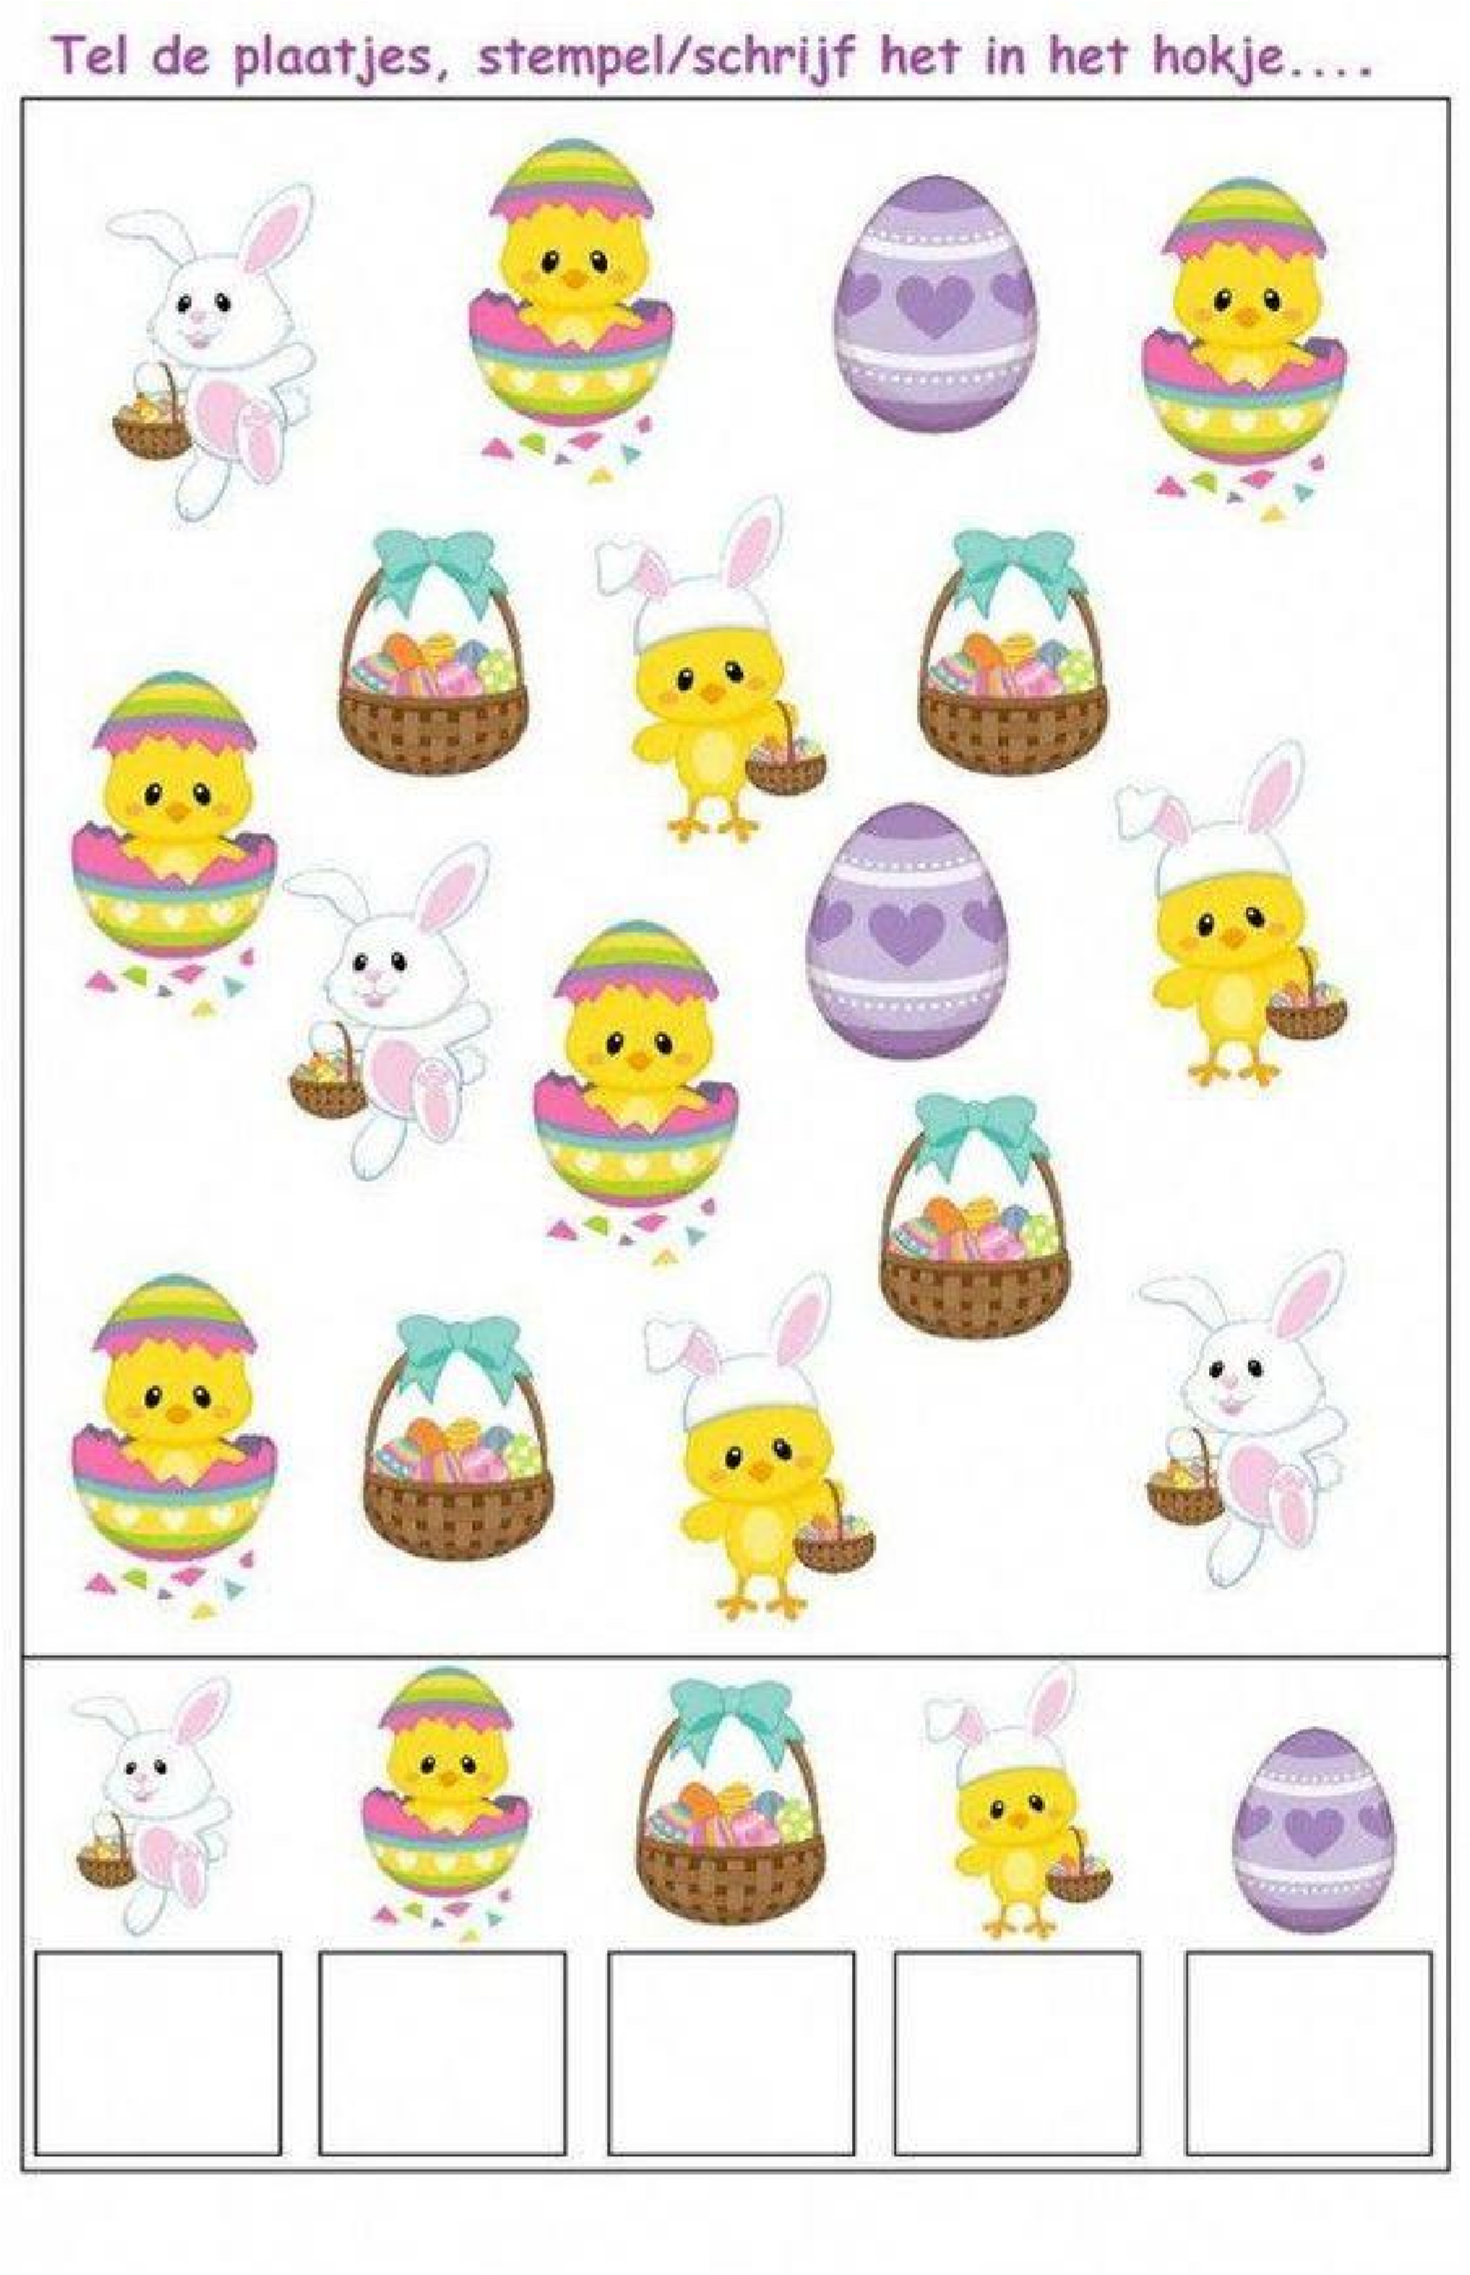 Tel de plaatjes, stempel/schrijf het in het hokje....